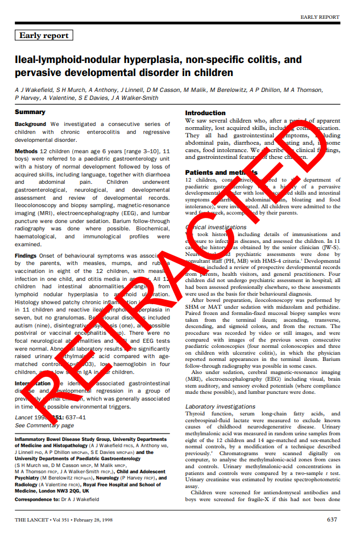 EARLY REPORT
Early report
Ileal-lymphoid-nodular hyperplasia, non-specific colitis, and
pervasive developmental disorder in children
A J Wakefield, S H Murch, A Anthony, J Linnell, D M Casson, M Malik, M Berelowitz, A P Dhillon, M A Thomson,
P Harvey, A Valentine, S E Davies, J A Walker-Smith
Summary
Background We investigated a consecutive series of
children with chronic enterocolitis and regressive
developmental disorder.
Methods 12 children (mean age 6 years [range 3–10], 11
boys) were referred to a paediatric gastroenterology unit
with a history of normal development followed by loss of
acquired skills, including language, together with diarrhoea
and abdominal pain. Children underwent
gastroenterological, neurological, and developmental
assessment and review of developmental records.
Ileocolonoscopy and biopsy sampling, magnetic-resonance
imaging (MRI), electroencephalography (EEG), and lumbar
puncture were done under sedation. Barium follow-through
radiography was done where possible. Biochemical,
haematological, and immunological profiles were
examined.
Findings Onset of behavioural symptoms was associated
by the parents, with measles, mumps, and
vaccination in eight of the 12 children, with measles
infection in one child, and otitis media in All 12
children had intestinal abnormalities, from
lymphoid nodular hyperplasia to
Histology showed patchy chronic
in 11 children and reactive hyperplasia in
seven, but no granulomas. disorders included
autism (nine), disintegrative and possible
postviral or vaccinal encephalitis There were no
focal neurological abnormalities and and EEG tests
were normal. laboratory results significantly
raised urinary acid compared with age-
matched controls low haemoglobin in four
children, IgA in children.
Interpretation associated gastrointestinal
disease and regression in a group of
previously children, which was generally associated
in time possible environmental triggers.
Lancet 351: 637–41
See Commentary page
Inflammatory Bowel Disease Study Group, University Departments
of Medicine and Histopathology (A J Wakefield FRCS, A Anthony MB,
J Linnell PhD, A P Dhillon MRCPath, S E Davies MRCPath) and the
University Departments of Paediatric Gastroenterology
(S H Murch MB, D M Casson MRCP, M Malik MRCP,
M A Thomson FRCP, J A Walker-Smith FRCP), Child and Adolescent
Psychiatry (M Berelowitz FRCPsych), Neurology (P Harvey FRCP), and
Radiology (A Valentine FRCR), Royal Free Hospital and School of
Medicine, London NW3 2QG, UK
Correspondence to: Dr A J Wakefield
Introduction
We saw several children who, after a period of apparent
normality, lost acquired skills, including communication.
They all had gastrointestinal symptoms, including
abdominal pain, diarrhoea, and bloating and, in some
cases, food intolerance. We describe the clinical findings,
and gastrointestinal features of these children.
Patients and methods
12 children, consecutively referred to the department of
paediatric gastroenterology with a history of a pervasive
developmental disorder with loss of acquired skills and intestinal
symptoms (diarrhoea, abdominal pain, bloating and food
intolerance), were investigated. All children were admitted to the
ward for 1 week, accompanied by their parents.
Clinical investigations
We took histories, including details of immunisations and
exposure to infectious diseases, and assessed the children. In 11
cases the history was obtained by the senior clinician (JW-S).
Neurological and psychiatric assessments were done by
consultant staff (PH, MB) with HMS-4 criteria. Developmental
histories included a review of prospective developmental records
from parents, health visitors, and general practitioners. Four
children did not undergo psychiatric assessment in hospital; all
had been assessed professionally elsewhere, so these assessments
were used as the basis for their behavioural diagnosis.
After bowel preparation, ileocolonoscopy was performed by
SHM or MAT under sedation with midazolam and pethidine.
Paired frozen and formalin-fixed mucosal biopsy samples were
taken from the terminal ileum; ascending, transverse,
descending, and sigmoid colons, and from the rectum. The
procedure was recorded by video or still images, and were
compared with images of the previous seven consecutive
paediatric colonoscopies (four normal colonoscopies and three
on children with ulcerative colitis), in which the physician
reported normal appearances in the terminal ileum. Barium
follow-through radiography was possible in some cases.
Also under sedation, cerebral magnetic-resonance imaging
(MRI), electroencephalography (EEG) including visual, brain
stem auditory, and sensory evoked potentials (where compliance
made these possible), and lumbar puncture were done.
Laboratory investigations
Thyroid function, serum long-chain fatty acids, and
cerebrospinal-fluid lactate were measured to exclude known
causes of childhood neurodegenerative disease. Urinary
methylmalonic acid was measured in random urine samples from
eight of the 12 children and 14 age-matched and sex-matched
normal controls, by a modification of a technique described
previously. Chromatograms were scanned digitally on
computer, to analyse the methylmalonic-acid zones from cases
and controls. Urinary methylmalonic-acid concentrations in
patients and controls were compared by a two-sample t test.
Urinary creatinine was estimated by routine spectrophotometric
assay.
Children were screened for antiendomyseal antibodies and
boys were screened for fragile-X if this had not been done
THE LANCET • Vol 351 • February 28, 1998
637
RETRACTED